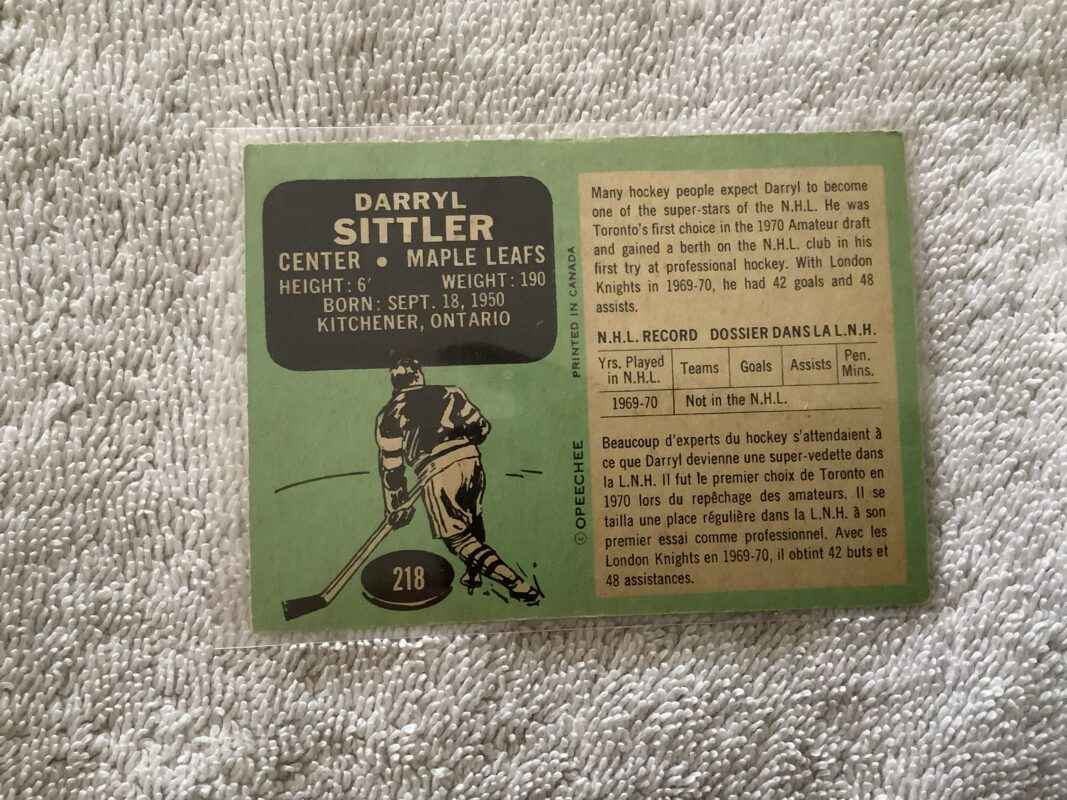 DARRYL
SITTLER
CENTER • MAPLE LEAFS
HEIGHT: 6' WEIGHT: 190
BORN: SEPT. 18, 1950
KITCHENER, ONTARIO
218
PRINTED IN CANADA
© OPEECHEE
Many hockey people expect Darryl to become
one of the super-stars of the N.H.L. He was
Toronto's first choice in the 1970 Amateur draft
and gained a berth on the N.H.L. club in his
first try at professional hockey. With London
Knights in 1969-70, he had 42 goals and 48
assists.
N.H.L. RECORD DOSSIER DANS LA L.N.H.
Yrs. Played
in N.H.L.
Teams
Goals
Assists
Pen.
Mins.
1969-70 Not in the N.H.L.
Beaucoup d'experts du hockey s'attendaient à
ce que Darryl devienne une super-vedette dans
la L.N.H. Il fut le premier choix de Toronto en
1970 lors du repêchage des amateurs. Il se
tailla une place régulière dans la L.N.H. à son
premier essai comme professionnel. Avec les
London Knights en 1969-70, il obtint 42 buts et
48 assistances.